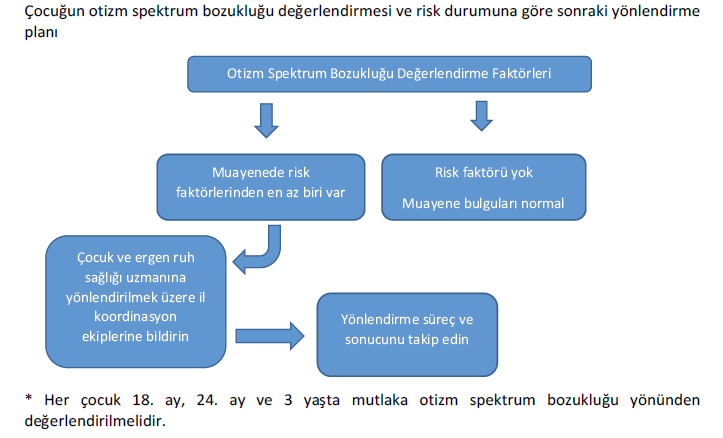 Çocuğun otizm spektrum bozukluğu değerlendirmesi ve risk durumuna göre sonraki yönlendirme
planı
Otizm Spektrum Bozukluğu Değerlendirme Faktörleri
Muayenede risk
faktörlerinden en az biri var
Risk faktörü yok
Muayene bulguları normal
Çocuk ve ergen ruh
sağlığı uzmanına
yönlendirilmek üzere il
koordinasyon
ekiplerine bildirin
Yönlendirme süreç ve
sonucunu takip edin
* Her çocuk 18. ay, 24. ay ve 3 yaşta mutlaka otizm spektrum bozukluğu yönünden
değerlendirilmelidir.